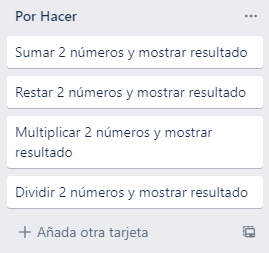 Por Hacer
Sumar 2 números y mostrar resultado
Restar 2 números y mostrar resultado
Multiplicar 2 números y mostrar
resultado
Dividir 2 números y mostrar resultado
Añada otra tarjeta